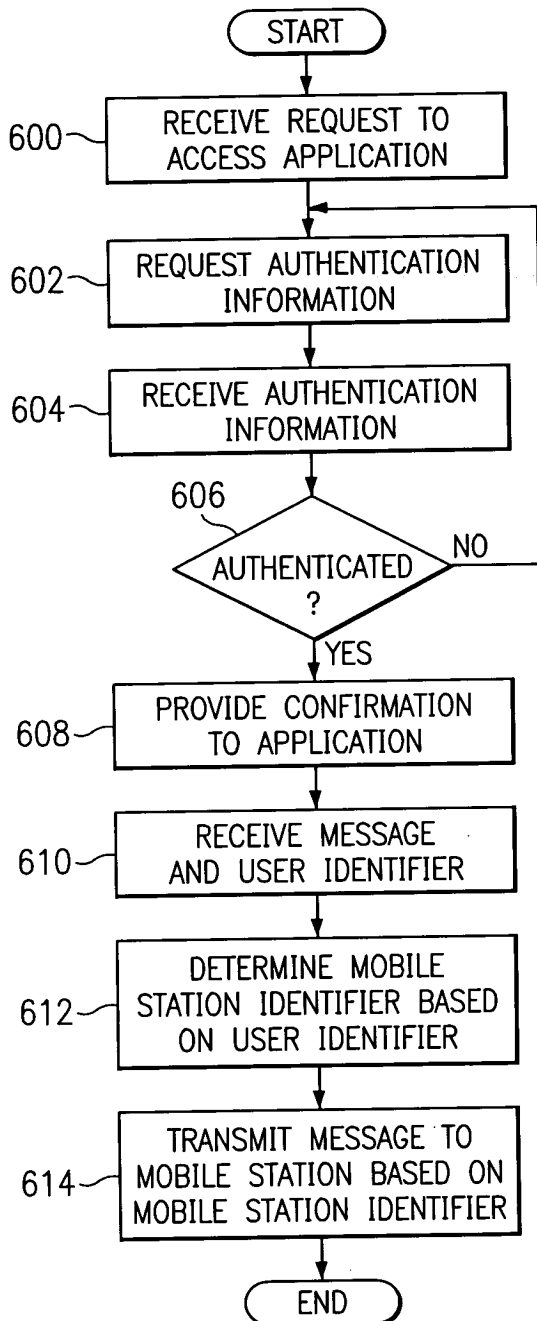 START
600
RECEIVE REQUEST TO
ACCESS APPLICATION
602
REQUEST AUTHENTICATION
INFORMATION
604
RECEIVE AUTHENTICATION
INFORMATION
606
AUTHENTICATED
?
NO
YES
608
PROVIDE CONFIRMATION
TO APPLICATION
610
RECEIVE MESSAGE
AND USER IDENTIFIER
612
DETERMINE MOBILE
STATION IDENTIFIER BASED
ON USER IDENTIFIER
614
TRANSMIT MESSAGE TO
MOBILE STATION BASED ON
MOBILE STATION IDENTIFIER
END